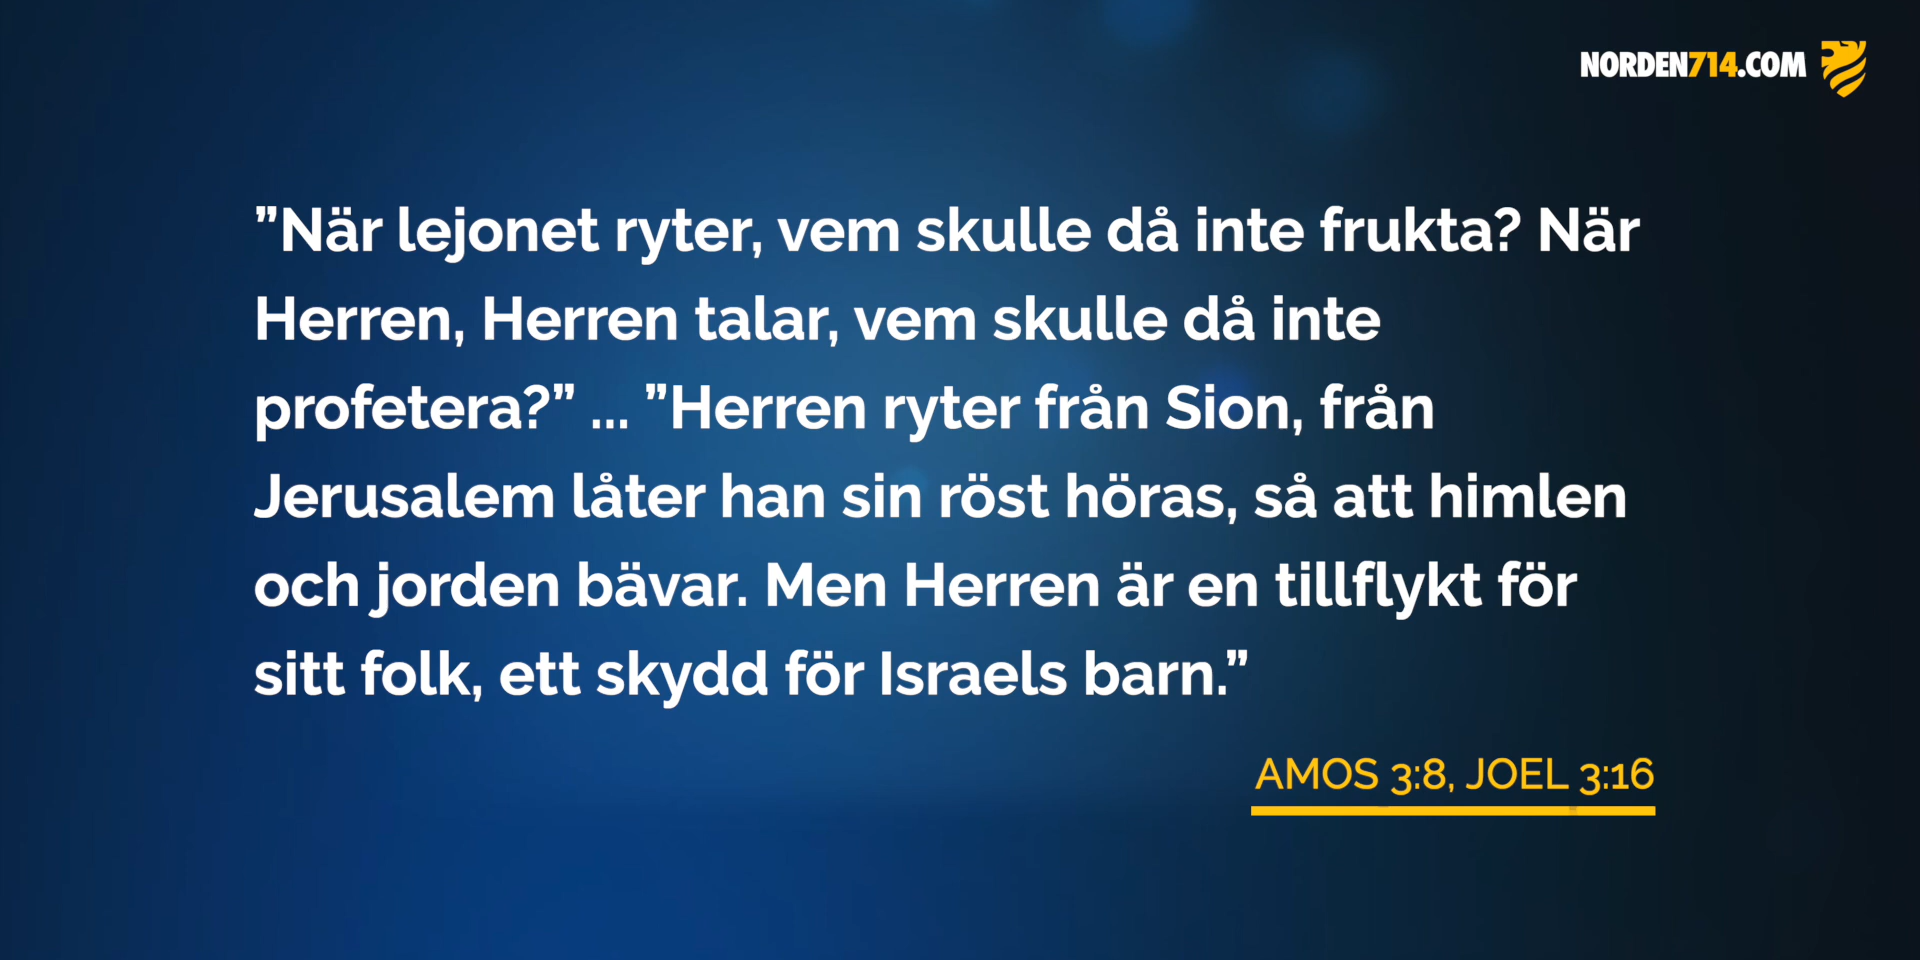 NORDEN714.COM
”När lejonet ryter, vem skulle då inte frukta? När
Herren, Herren talar, vem skulle då inte
profetera?” ... ”Herren ryter från Sion, från
Jerusalem låter han sin röst höras, så att himlen
och jorden bävar. Men Herren är en tillflykt för
sitt folk, ett skydd för Israels barn.”
AMOS 3:8, JOEL 3:16